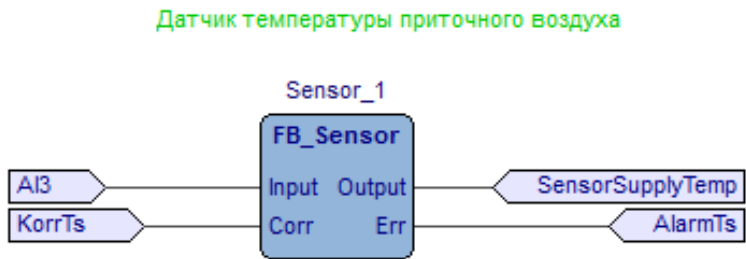 Датчик температуры приточного воздуха
Sensor_1
FB_Sensor
AI3 Input Output SensorSupplyTemp
KorrTs Corr Err AlarmTs